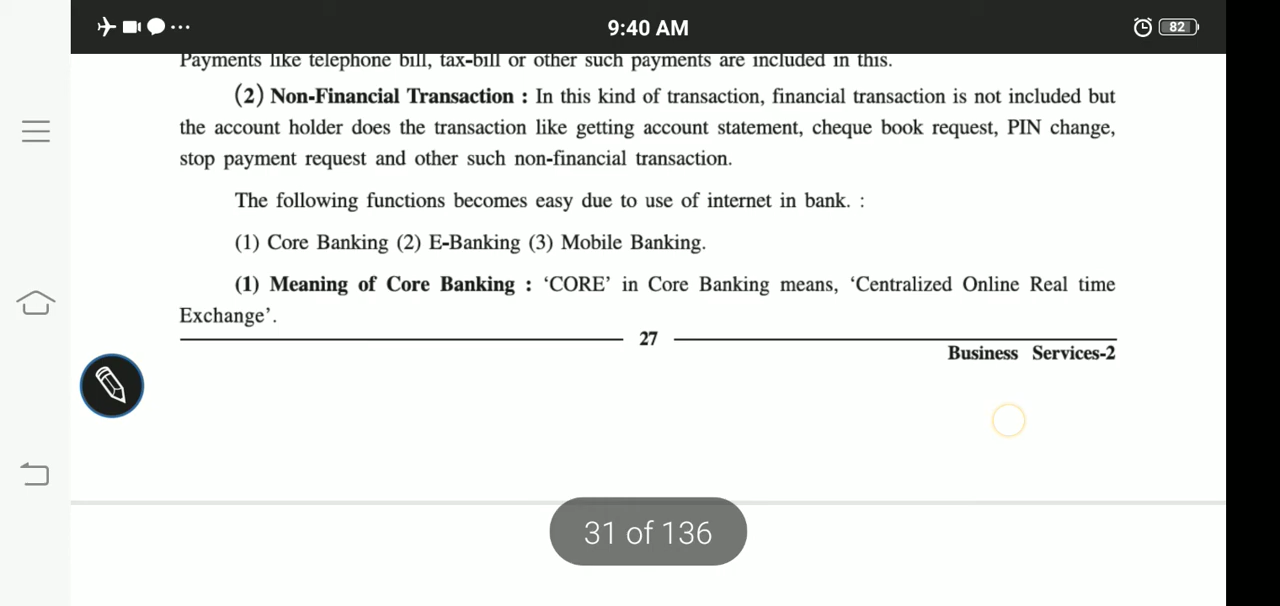 9:40 AM
82
Payments like telephone bill, tax-bill or other such payments are included in this.
(2) Non-Financial Transaction : In this kind of transaction, financial transaction is not included but
the account holder does the transaction like getting account statement, cheque book request, PIN change,
stop payment request and other such non-financial transaction.
The following functions becomes easy due to use of internet in bank. :
(1) Core Banking (2) E-Banking (3) Mobile Banking.
(1) Meaning of Core Banking : ‘CORE’ in Core Banking means, ‘Centralized Online Real time
Exchange’.
27
Business Services-2
31 of 136